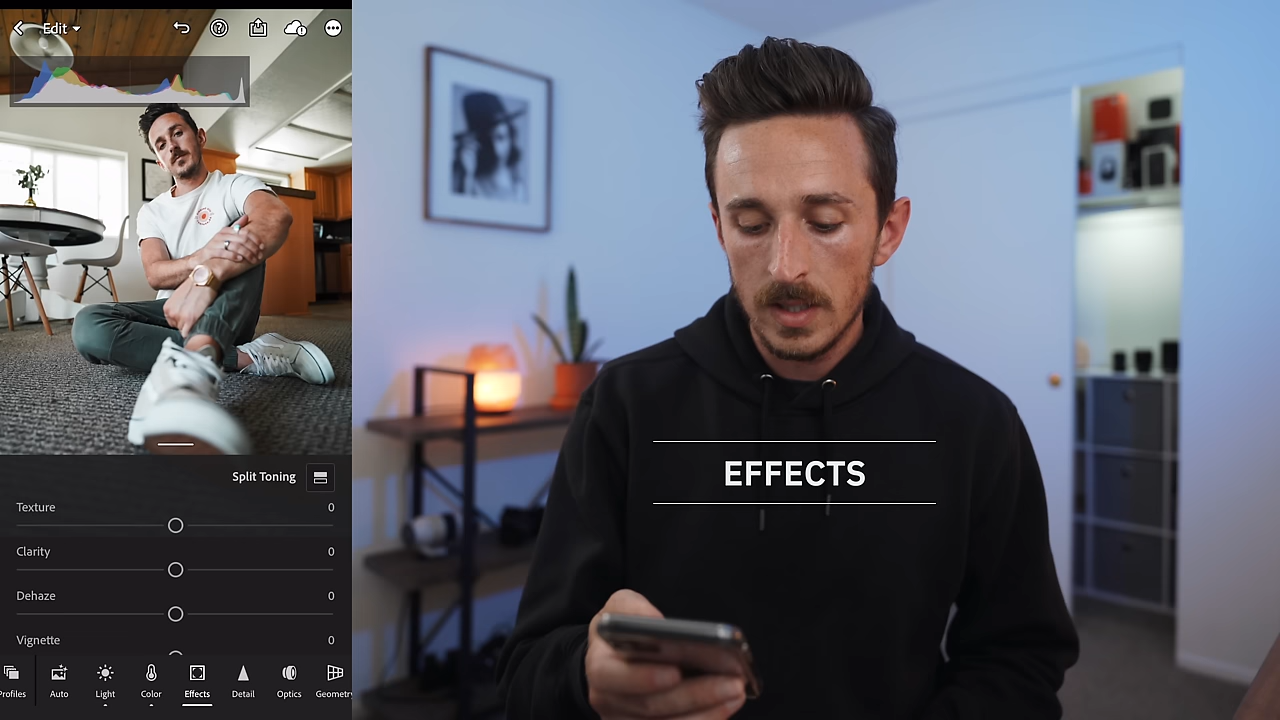 Edit
Split Toning
Texture 0
Clarity 0
Dehaze 0
Vignette 0
Profiles Auto Light Color Effects Detail Optics Geometry
EFFECTS